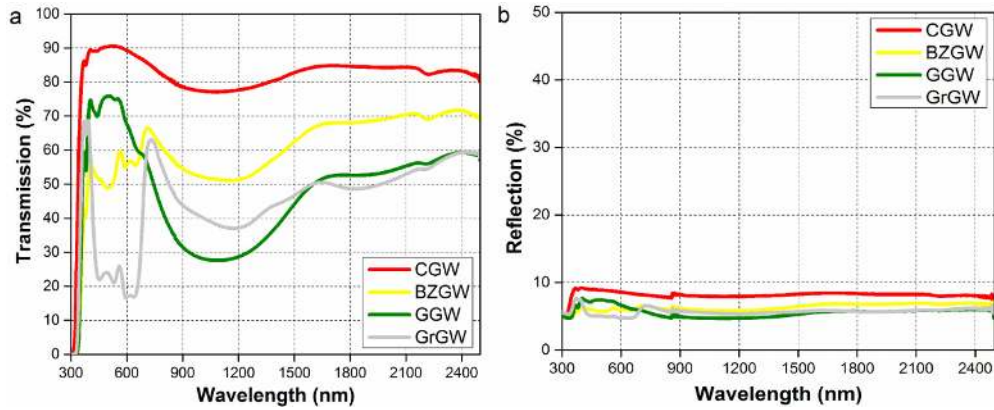 a
Transmission (%)
100
90
80
70
60
50
40
30
20
10
0
300 600 900 1200 1500 1800 2100 2400
Wavelength (nm)
CGW
BZGW
GGW
GrGW
b
Reflection (%)
50
40
30
20
10
0
300 600 900 1200 1500 1800 2100 2400
Wavelength (nm)
CGW
BZGW
GGW
GrGW